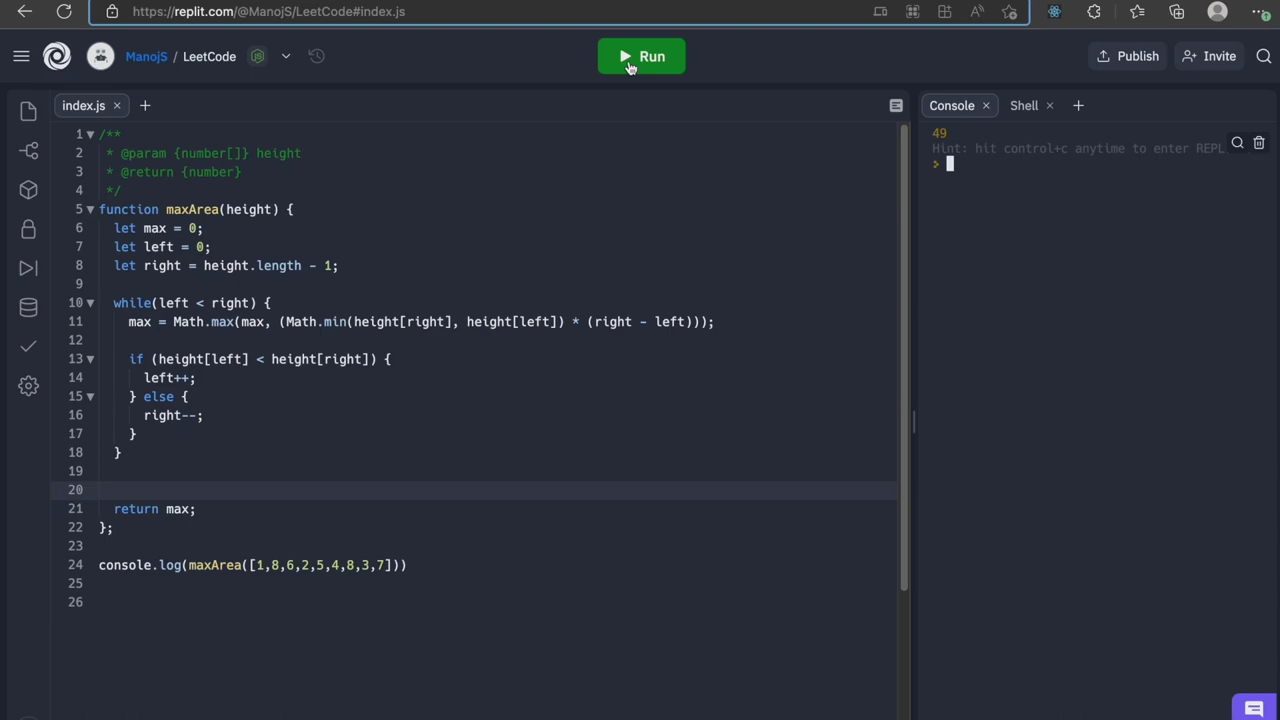 https://replit.com/@ManojS/LeetCode#index.js
ManojS / LeetCode
Run
Publish
Invite
index.js
Console
Shell
1 /**
2 * @param {number[]} height
3 * @return {number}
4 */
5 function maxArea(height) {
6 let max = 0;
7 let left = 0;
8 let right = height.length - 1;
9
10 while(left < right) {
11 max = Math.max(max, (Math.min(height[right], height[left]) * (right - left)));
12
13 if (height[left] < height[right]) {
14 left++;
15 } else {
16 right--;
17 }
18 }
19
20
21 return max;
22 };
23
24 console.log(maxArea([1,8,6,2,5,4,8,3,7]))
25
26
49
Hint: hit control+c anytime to enter REPL
>